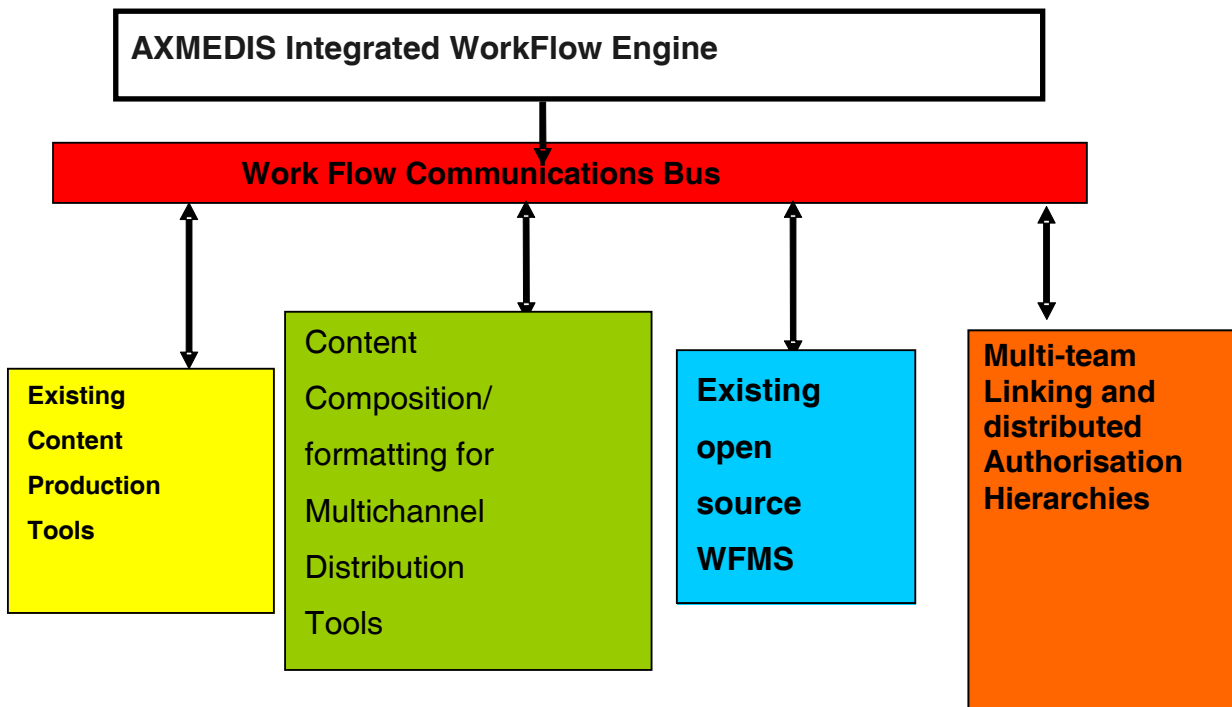 AXMEDIS Integrated WorkFlow Engine
Work Flow Communications Bus
Existing
Content
Production
Tools
Content
Composition/
formatting for
Multichannel
Distribution
Tools
Existing
open
source
WFMS
Multi-team
Linking and
distributed
Authorisation
Hierarchies